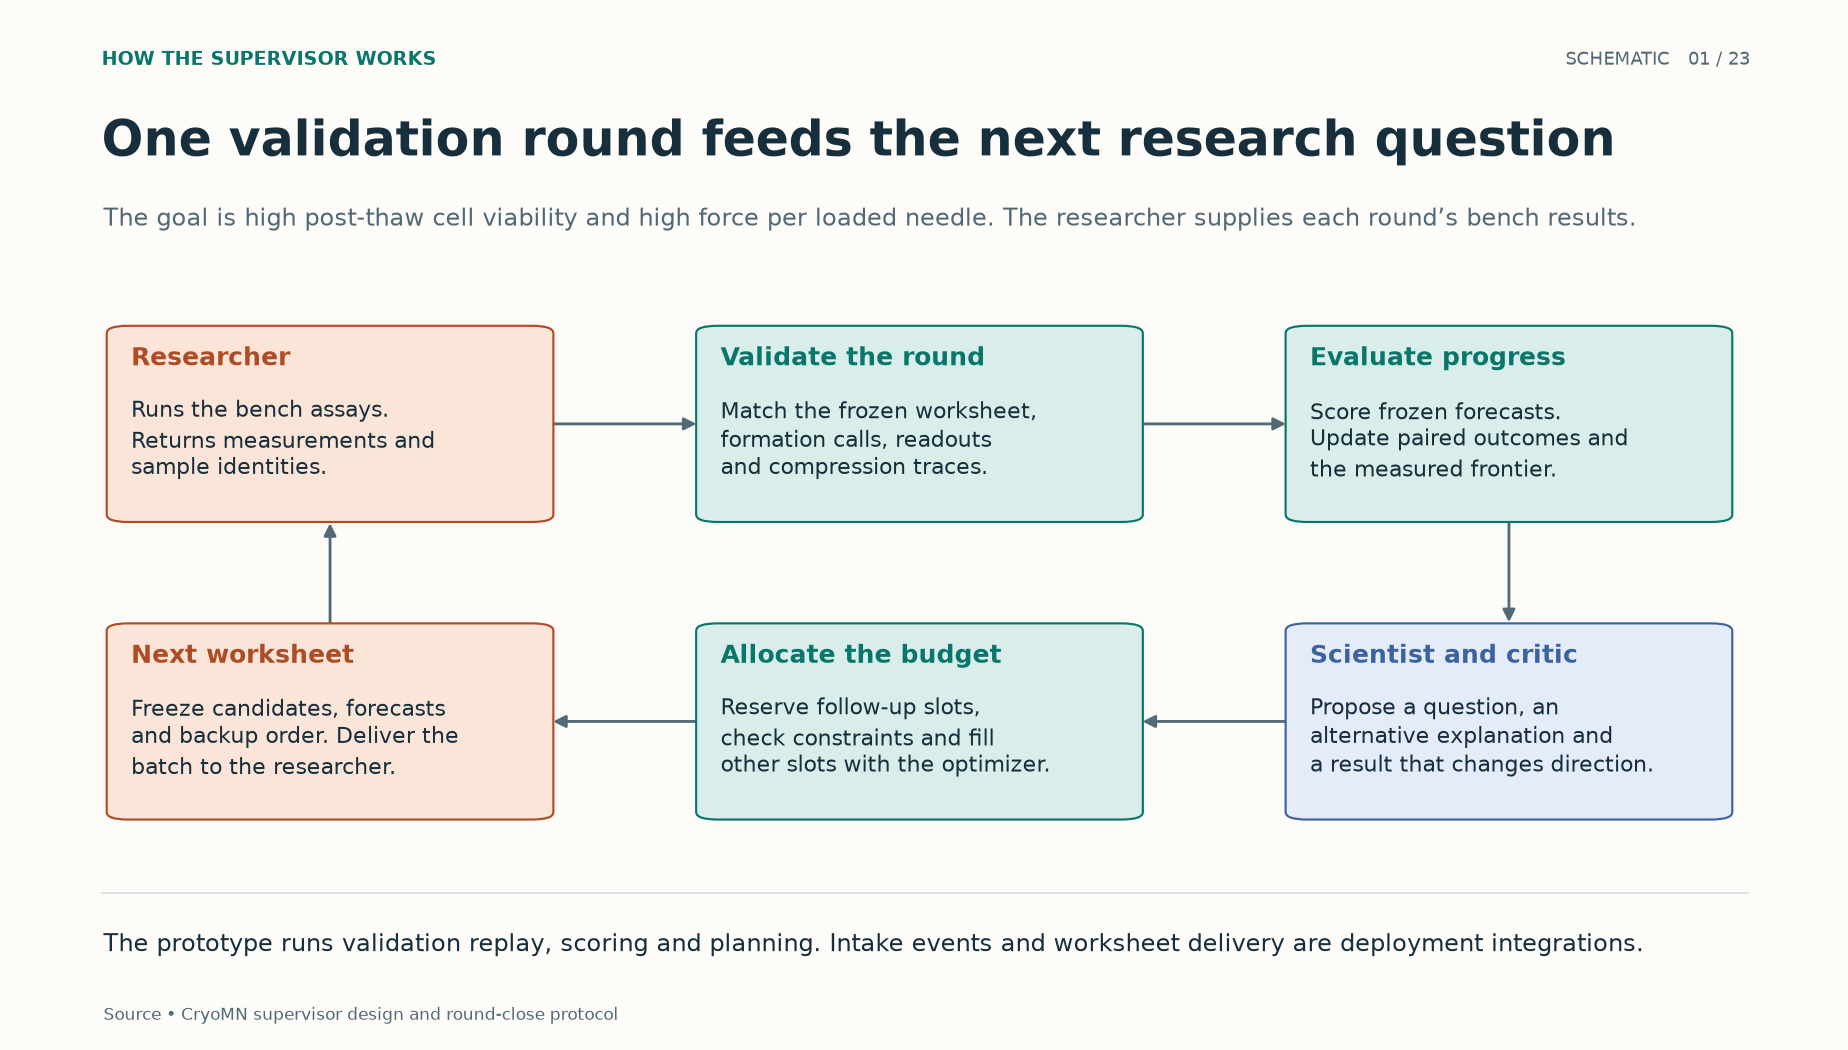 HOW THE SUPERVISOR WORKS
SCHEMATIC 01 / 23
One validation round feeds the next research question
The goal is high post-thaw cell viability and high force per loaded needle. The researcher supplies each round’s bench results.
Researcher
Runs the bench assays.
Returns measurements and
sample identities.
Validate the round
Match the frozen worksheet,
formation calls, readouts
and compression traces.
Evaluate progress
Score frozen forecasts.
Update paired outcomes and
the measured frontier.
Next worksheet
Freeze candidates, forecasts
and backup order. Deliver the
batch to the researcher.
Allocate the budget
Reserve follow-up slots,
check constraints and fill
other slots with the optimizer.
Scientist and critic
Propose a question, an
alternative explanation and
a result that changes direction.
The prototype runs validation replay, scoring and planning. Intake events and worksheet delivery are deployment integrations.
Source • CryoMN supervisor design and round-close protocol